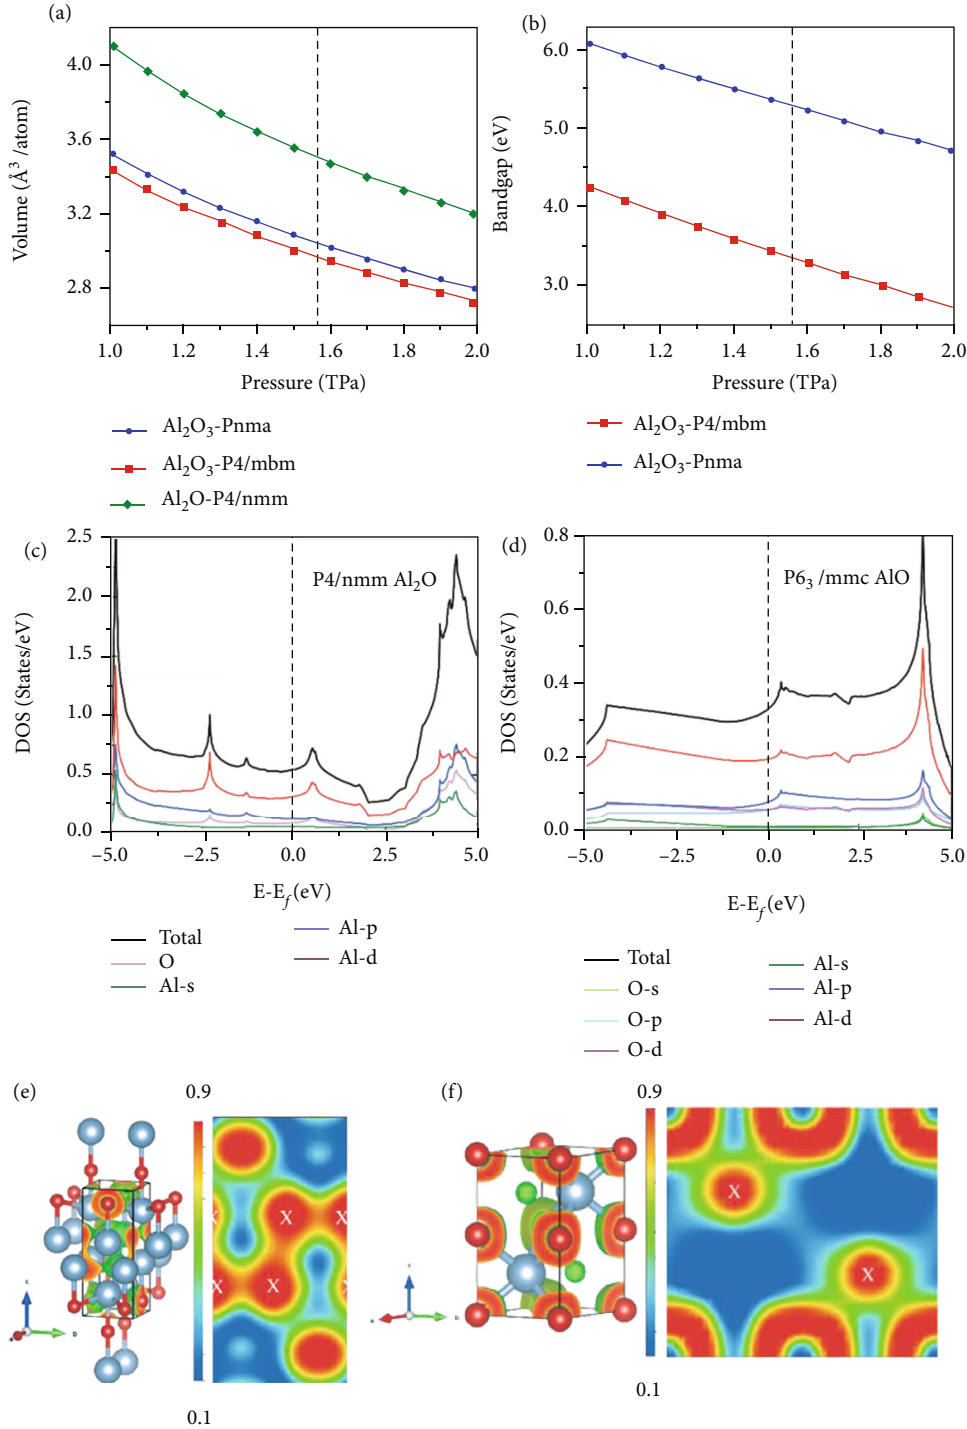 (a)
4.0
3.6
3.2
2.8
Volume (Å³/atom)
1.0 1.2 1.4 1.6 1.8 2.0
Pressure (TPa)
Al₂O₃-Pnma
Al₂O₃-P4/mbm
Al₂O-P4/nmm
(b)
6.0
5.0
4.0
3.0
Bandgap (eV)
1.0 1.2 1.4 1.6 1.8 2.0
Pressure (TPa)
Al₂O₃-P4/mbm
Al₂O₃-Pnma
(c)
2.5
2.0
1.5
1.0
0.5
0.0
DOS (States/eV)
P4/nmm Al₂O
−5.0 −2.5 0.0 2.5 5.0
E-E_f (eV)
Total
O
Al-s
Al-p
Al-d
(d)
0.8
0.6
0.4
0.2
0.0
DOS (States/eV)
P6₃/mmc AlO
−5.0 −2.5 0.0 2.5 5.0
E-E_f (eV)
Total
O-s
O-p
O-d
Al-s
Al-p
Al-d
(e)
0.9
X X X
X X X
0.1
(f)
0.9
X
X
0.1